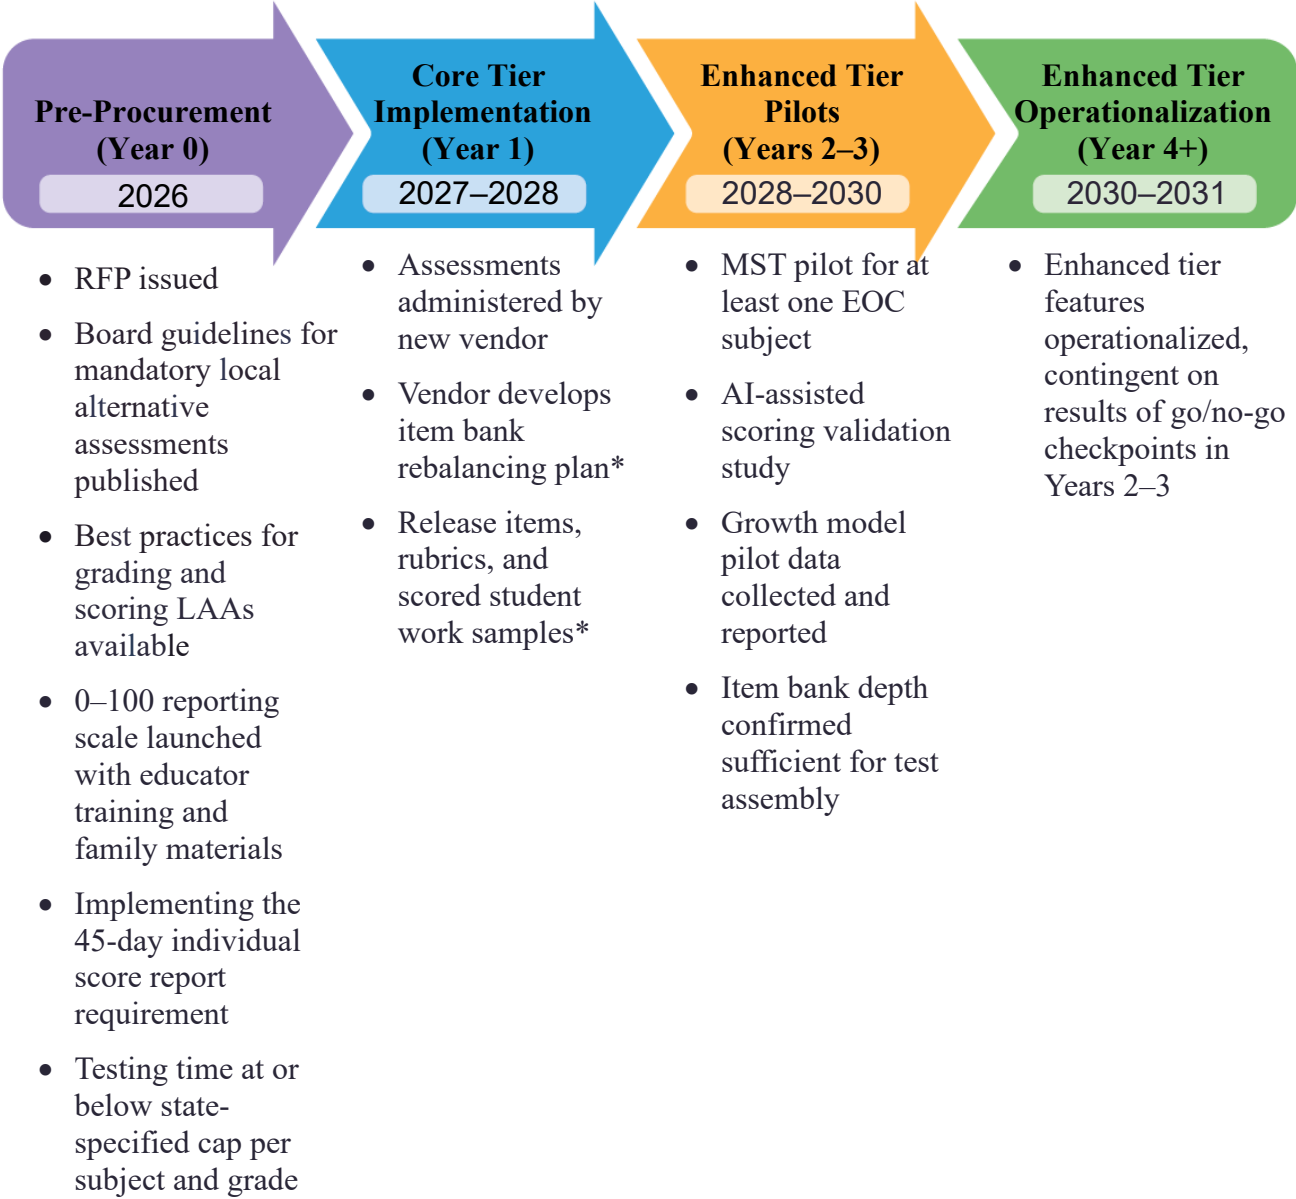 Pre-Procurement
(Year 0)
2026
• RFP issued
• Board guidelines for
mandatory local
alternative
assessments
published
• Best practices for
grading and
scoring LAAs
available
• 0–100 reporting
scale launched
with educator
training and
family materials
• Implementing the
45-day individual
score report
requirement
• Testing time at or
below state-
specified cap per
subject and grade
Core Tier
Implementation
(Year 1)
2027–2028
• Assessments
administered by
new vendor
• Vendor develops
item bank
rebalancing plan*
• Release items,
rubrics, and
scored student
work samples*
Enhanced Tier
Pilots
(Years 2–3)
2028–2030
• MST pilot for at
least one EOC
subject
• AI-assisted
scoring validation
study
• Growth model
pilot data
collected and
reported
• Item bank depth
confirmed
sufficient for test
assembly
Enhanced Tier
Operationalization
(Year 4+)
2030–2031
• Enhanced tier
features
operationalized,
contingent on
results of go/no-go
checkpoints in
Years 2–3